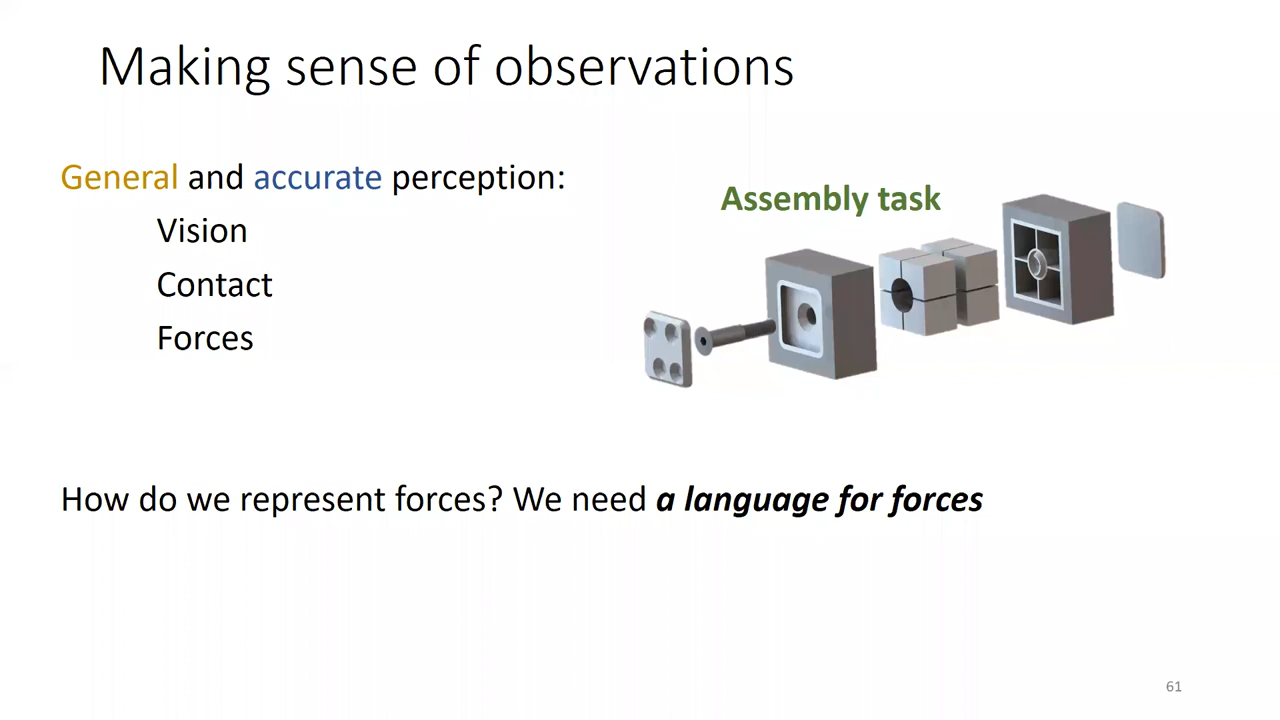 Making sense of observations
General and accurate perception:
Vision
Contact
Forces
Assembly task
How do we represent forces? We need a language for forces
61